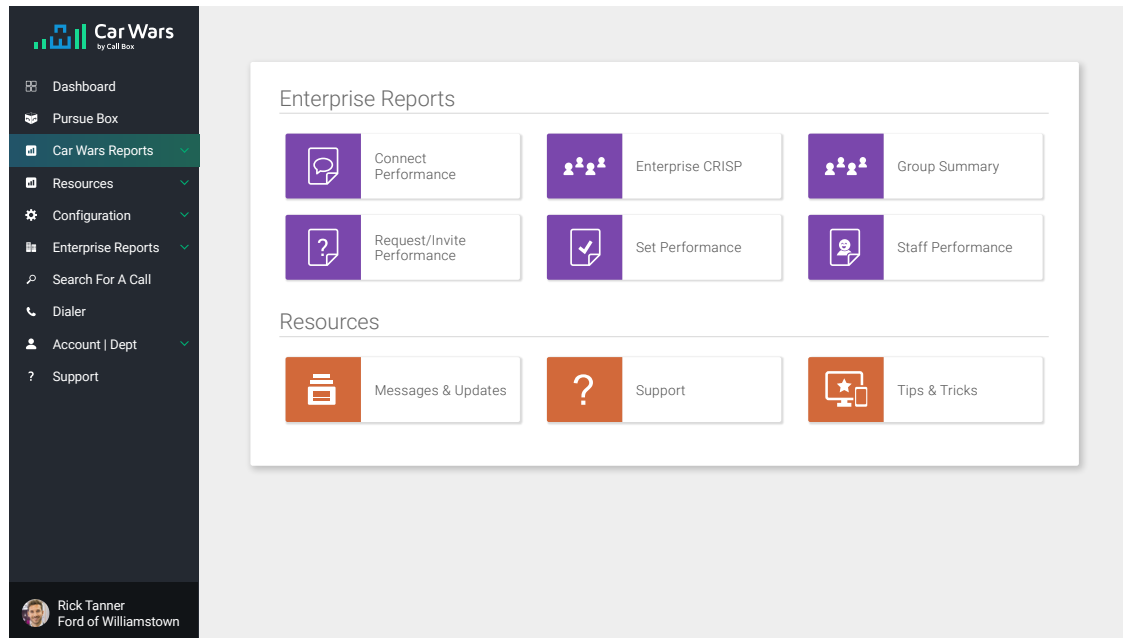 Car Wars
by Call Box
Dashboard
Pursue Box
Car Wars Reports
Resources
Configuration
Enterprise Reports
Search For A Call
Dialer
Account | Dept
Support
Rick Tanner
Ford of Williamstown
Enterprise Reports
Connect
Performance
Enterprise CRISP
Group Summary
Request/Invite
Performance
Set Performance
Staff Performance
Resources
Messages & Updates
Support
Tips & Tricks